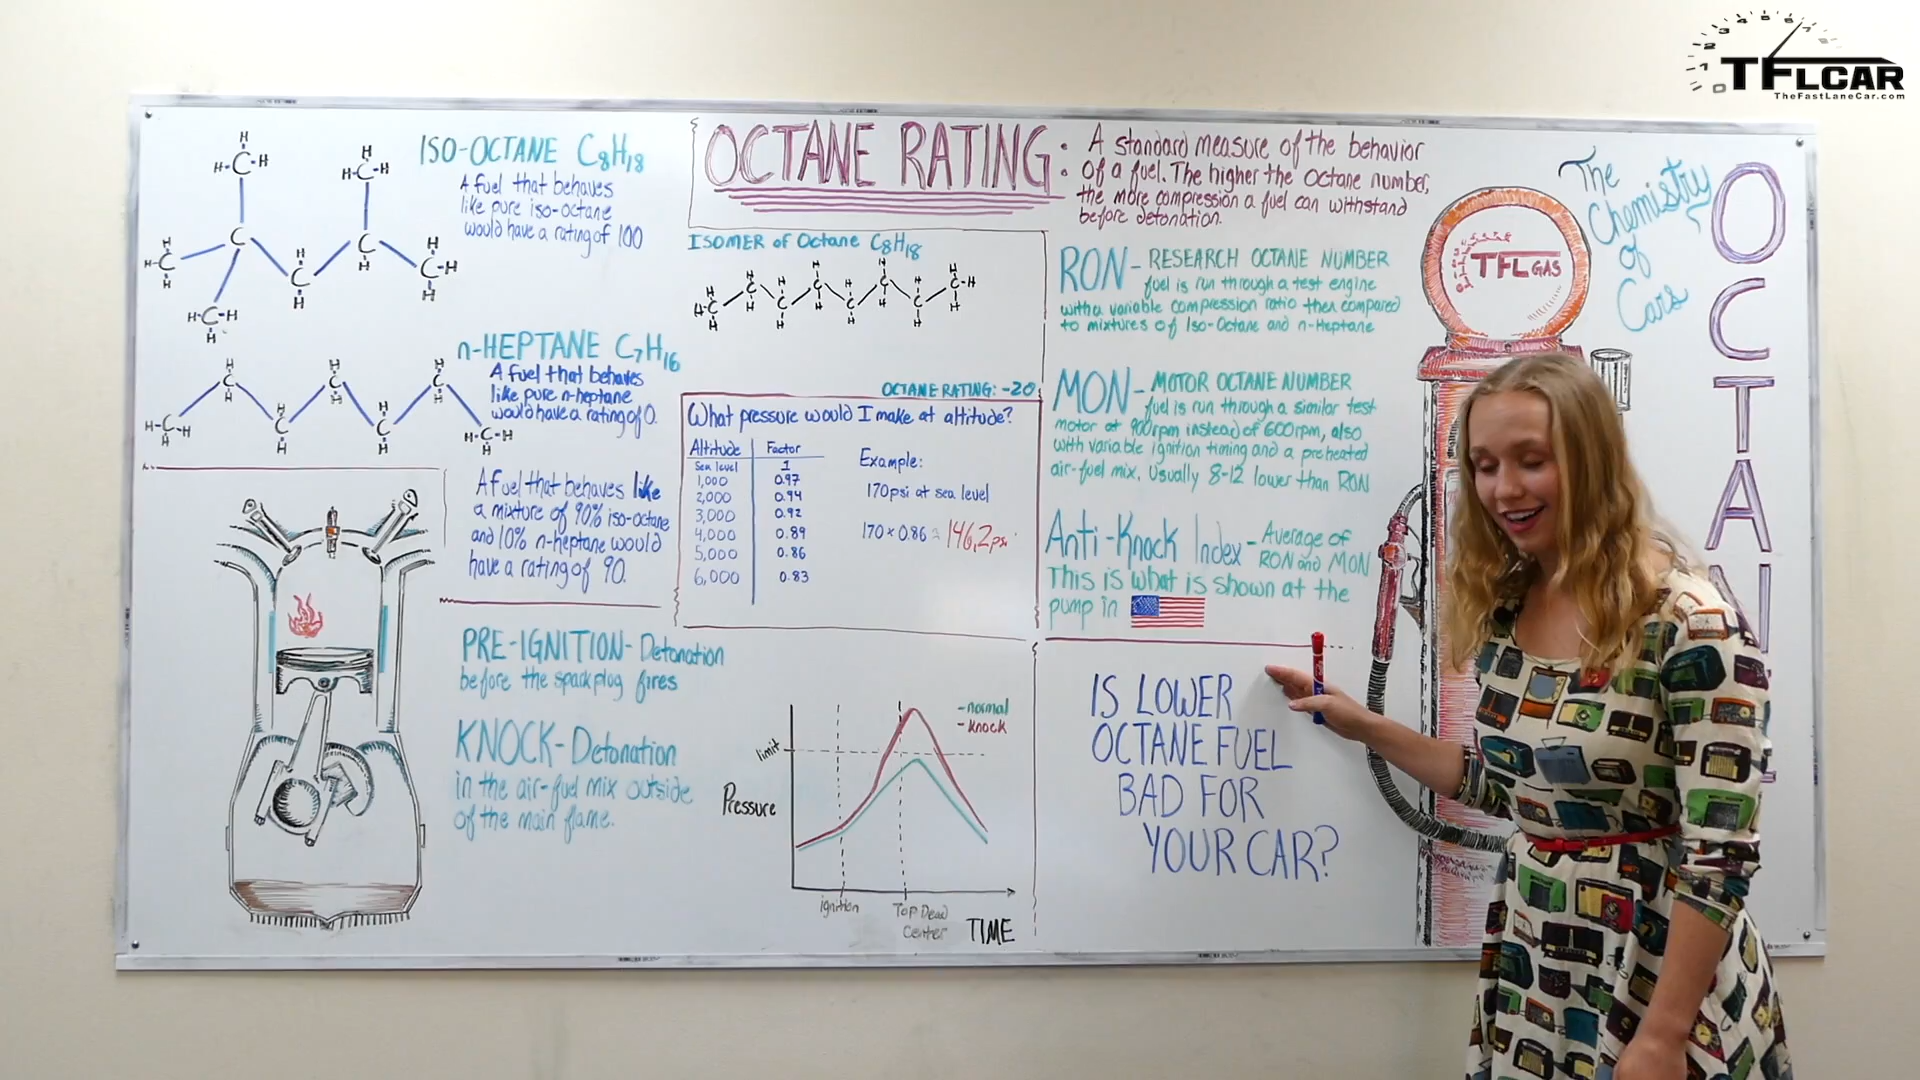 TFLCAR
TheFastLaneCar.com
ISO-OCTANE C8H18
A fuel that behaves
like pure iso-octane
would have a rating of 100
n-HEPTANE C7H16
A fuel that behaves
like pure n-heptane
would have a rating of 0.
A fuel that behaves like
a mixture of 90% iso-octane
and 10% n-heptane would
have a rating of 90.
PRE-IGNITION- Detonation
before the spark plug fires
KNOCK- Detonation
in the air-fuel mix outside
of the main flame.
OCTANE RATING:
A standard measure of the behavior
of a fuel. The higher the octane number,
the more compression a fuel can withstand
before detonation.
ISOMER of Octane C8H18
OCTANE RATING: -20
What pressure would I make at altitude?
Altitude Factor
Sea level 1
1,000 0.97
2,000 0.94
3,000 0.92
4,000 0.89
5,000 0.86
6,000 0.83
Example:
170psi at sea level
170 x 0.86 = 146.2psi
-normal
-knock
limit
Pressure
ignition
Top Dead
Center
TIME
RON- RESEARCH OCTANE NUMBER
fuel is run through a test engine
with a variable compression ratio then compared
to mixtures of Iso-Octane and n-Heptane
MON- MOTOR OCTANE NUMBER
fuel is run through a similar test
motor at 900rpm instead of 600rpm, also
with variable ignition timing and a preheated
air-fuel mix. Usually 8-12 lower than RON
Anti-Knock Index- Average of
RON and MON
This is what is shown at the
pump in
IS LOWER
OCTANE FUEL
BAD FOR
YOUR CAR?
TFL GAS
The
Chemistry
of
Cars
OCTAN